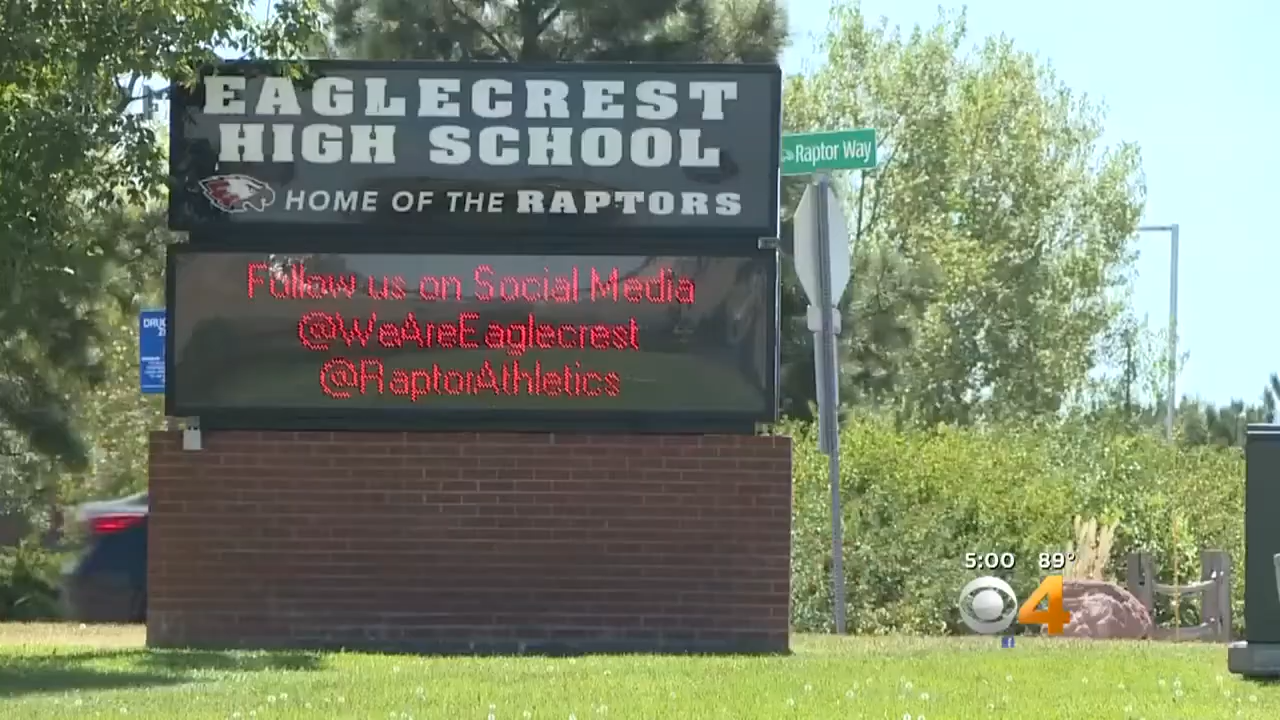 EAGLECREST
HIGH SCHOOL
HOME OF THE RAPTORS
Raptor Way
Follow us on Social Media
@WeAreEaglecrest
@RaptorAthletics
DRUG
5:00 89°
4